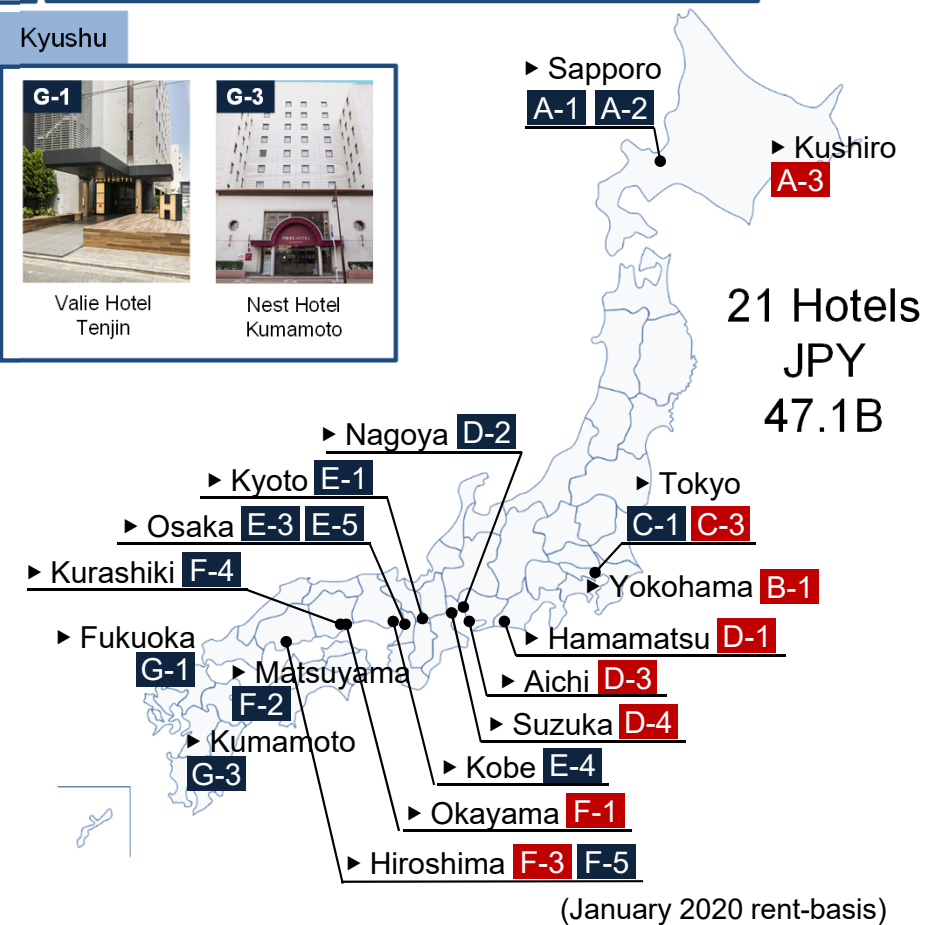 Kyushu
G-1
G-3
Valie Hotel
Tenjin
Nest Hotel
Kumamoto
▶ Sapporo
A-1 A-2
▶ Kushiro
A-3
21 Hotels
JPY
47.1B
▶ Nagoya D-2
▶ Kyoto E-1
▶ Osaka E-3 E-5
▶ Kurashiki F-4
▶ Tokyo
C-1 C-3
▶ Yokohama B-1
▶ Fukuoka
G-1
▶ Matsuyama
F-2
▶ Kumamoto
G-3
▶ Hamamatsu D-1
▶ Aichi D-3
▶ Suzuka D-4
▶ Kobe E-4
▶ Okayama F-1
▶ Hiroshima F-3 F-5
(January 2020 rent-basis)